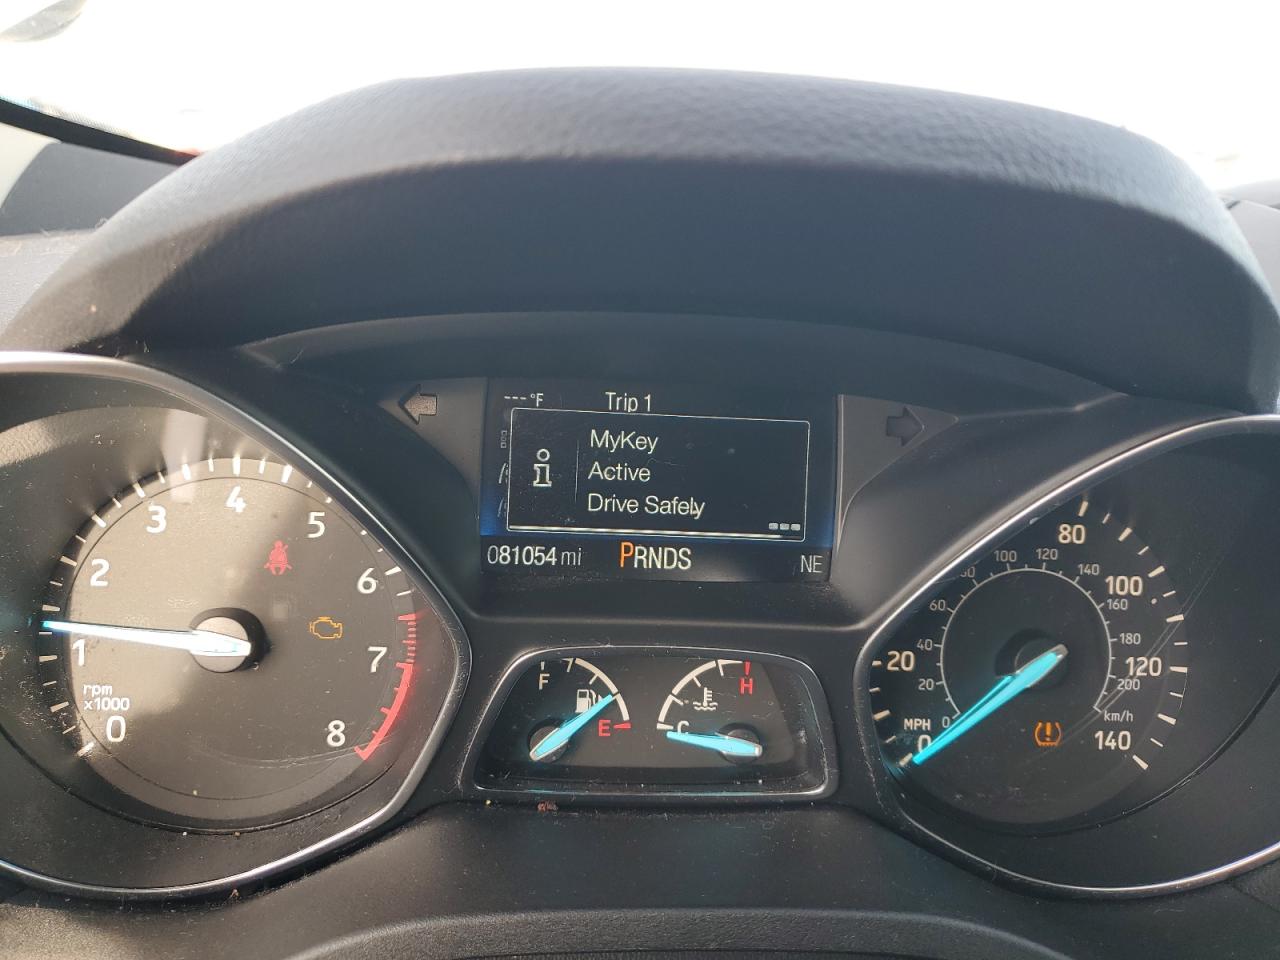 ---°F Trip 1
MyKey
Active
Drive Safely
081054 mi PRNDS NE
0 1 2 3 4 5 6 7 8
rpm
x1000
F E
H C
0 20 80 100 120 140
MPH
0 20 40 60 80 100 120 140 160 180 200
km/h